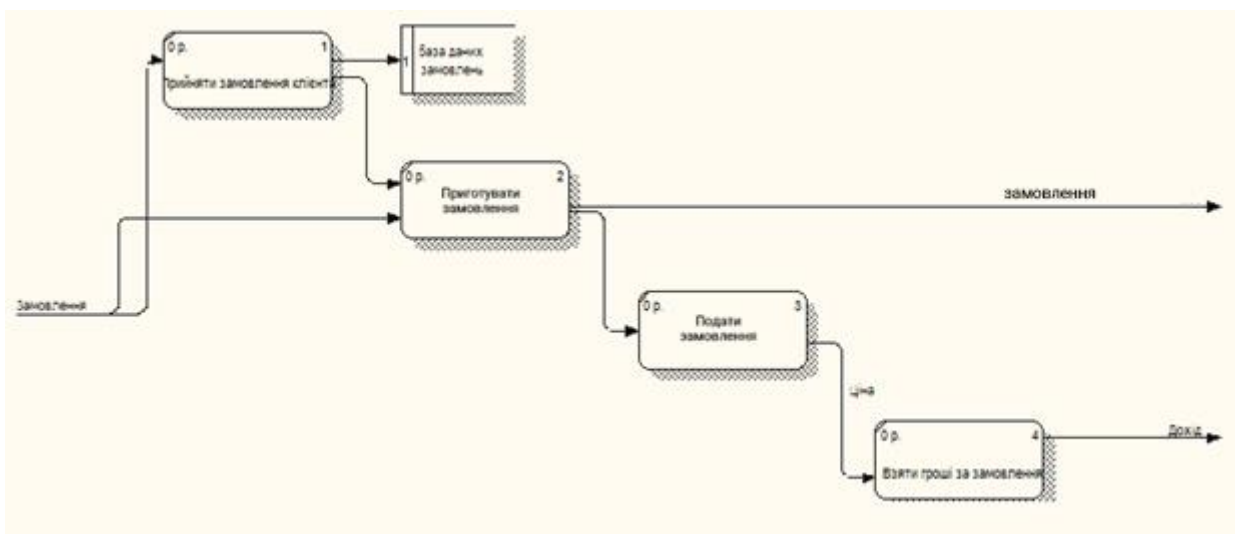 0 р. 1
Прийняти замовлення клієнта
1
База даних
замовлень
0 р. 2
Приготувати
замовлення
замовлення
Замовлення
0 р. 3
Подати
замовлення
ціна
0 р. 4
Взяти гроші за замовлення
Дохід